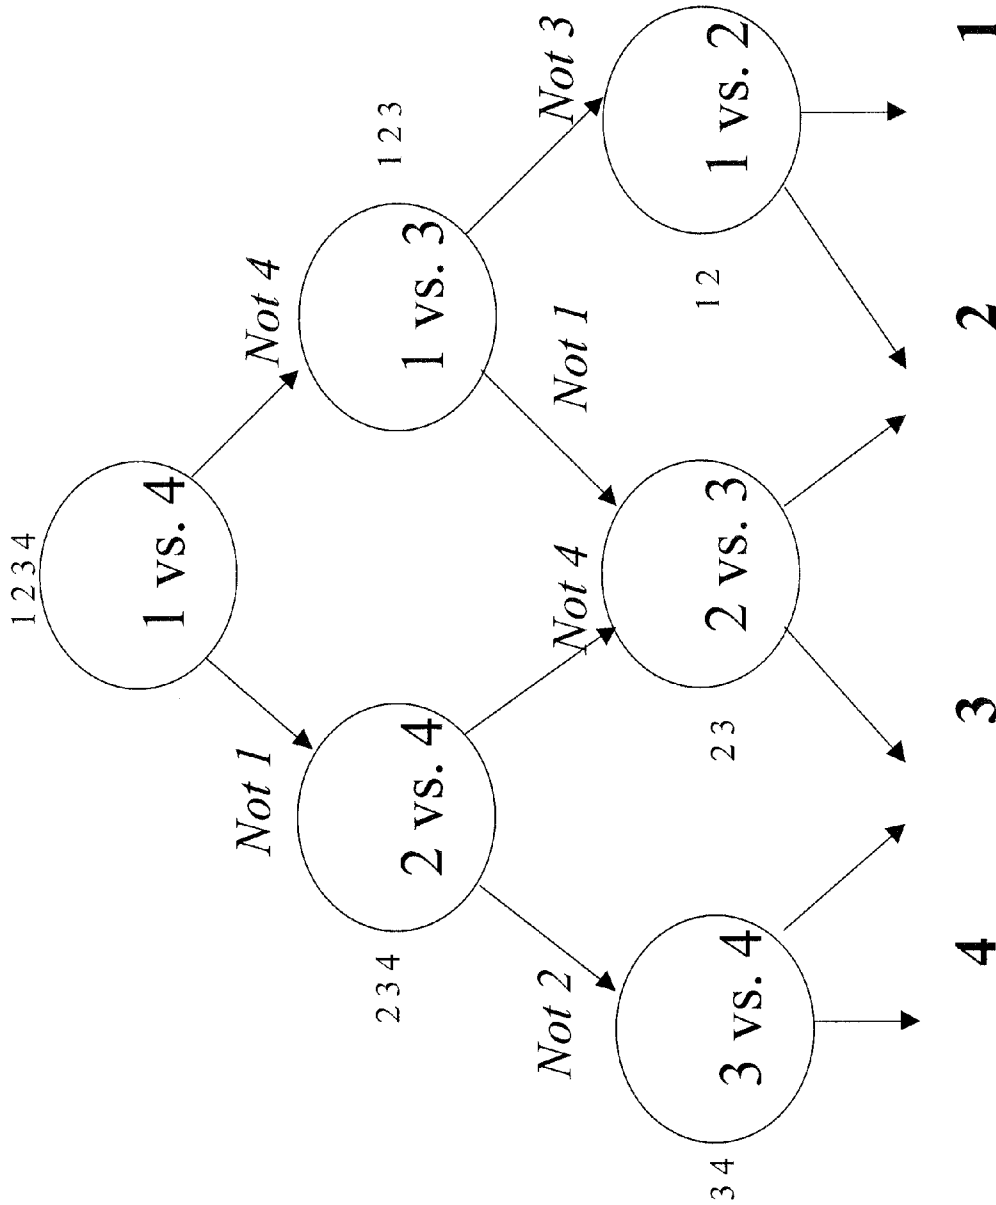 1 2 3 4
1 vs. 4
Not 1
Not 4
2 3 4
2 vs. 4
1 vs. 3
1 2 3
Not 2
Not 4
Not 1
Not 3
3 4
3 vs. 4
2 3
2 vs. 3
1 2
1 vs. 2
4
3
2
1